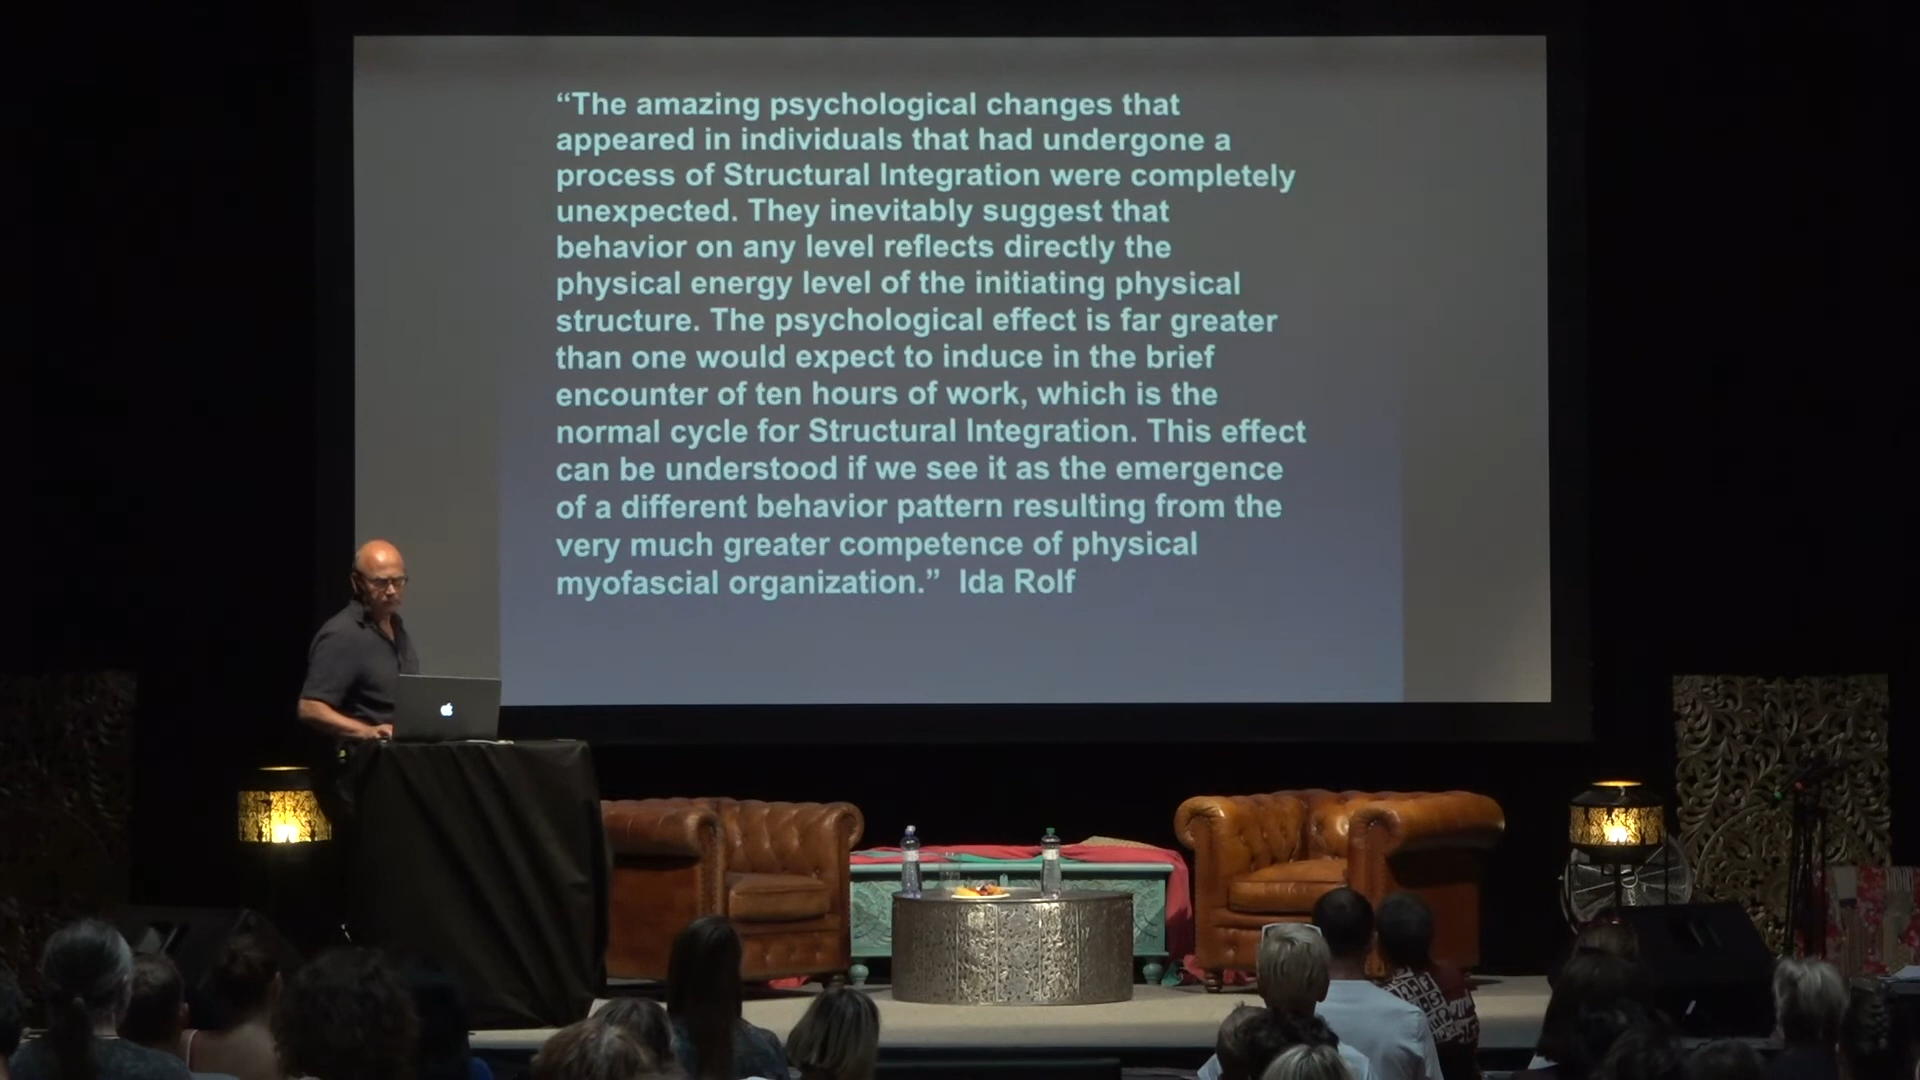 “The amazing psychological changes that
appeared in individuals that had undergone a
process of Structural Integration were completely
unexpected. They inevitably suggest that
behavior on any level reflects directly the
physical energy level of the initiating physical
structure. The psychological effect is far greater
than one would expect to induce in the brief
encounter of ten hours of work, which is the
normal cycle for Structural Integration. This effect
can be understood if we see it as the emergence
of a different behavior pattern resulting from the
very much greater competence of physical
myofascial organization.”  Ida Rolf